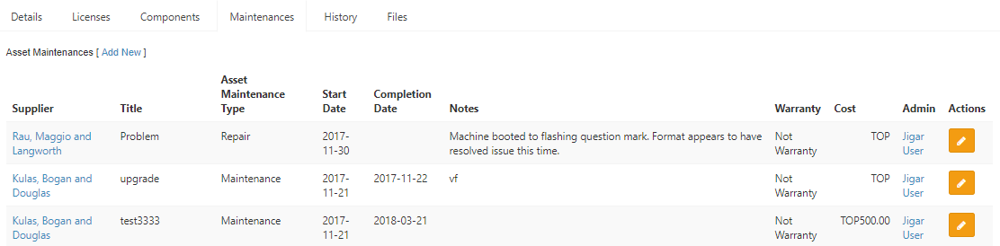 Details Licenses Components Maintenances History Files
Asset Maintenances [ Add New ]
Supplier Title Asset Maintenance Type Start Date Completion Date Notes Warranty Cost Admin Actions
Rau, Maggio and Problem Repair 2017- Machine booted to flashing question mark. Format appears to have Not TOP Jigar
Langworth 11-30 resolved issue this time. Warranty User
Kulas, Bogan and upgrade Maintenance 2017- 2017-11-22 vf Not TOP Jigar
Douglas 11-21 Warranty User
Kulas, Bogan and test3333 Maintenance 2017- 2018-03-21 Not TOP500.00 Jigar
Douglas 11-21 Warranty User